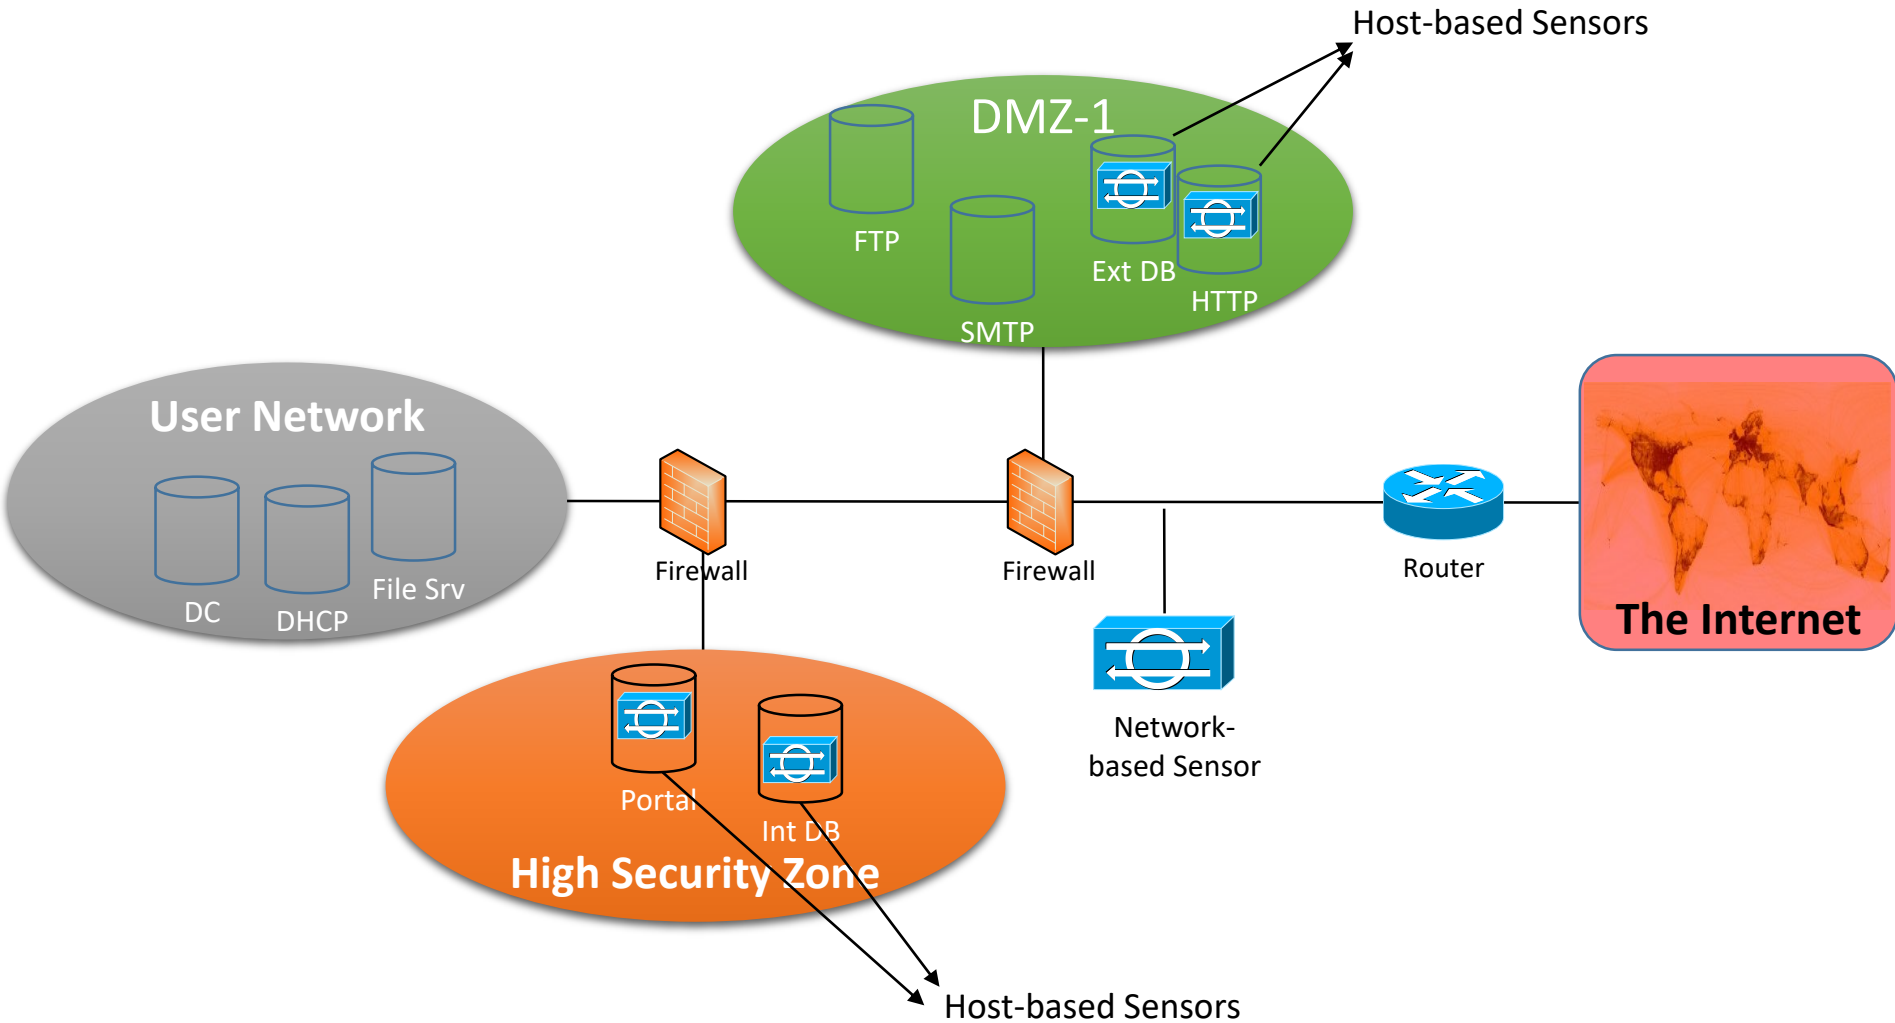 Host-based Sensors
DMZ-1
FTP
Ext DB
HTTP
SMTP
User Network
DC
DHCP
File Srv
Firewall
Firewall
Router
The Internet
Network-
based Sensor
Portal
Int DB
High Security Zone
Host-based Sensors